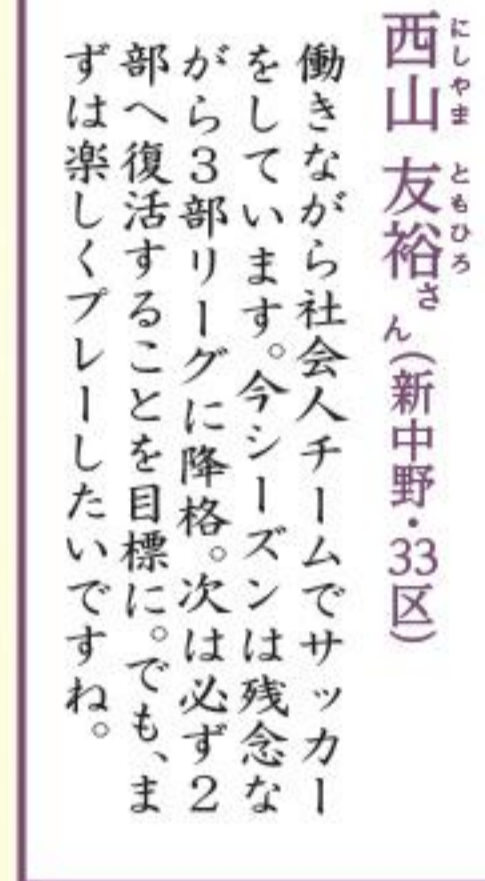 にしやま ともひろ
西山 友裕さん(新中野・33区)
働きながら社会人チームでサッカー
をしています。今シーズンは残念な
がら3部リーグに降格。次は必ず2
部へ復活することを目標に。でも、ま
ずは楽しくプレーしたいですね。